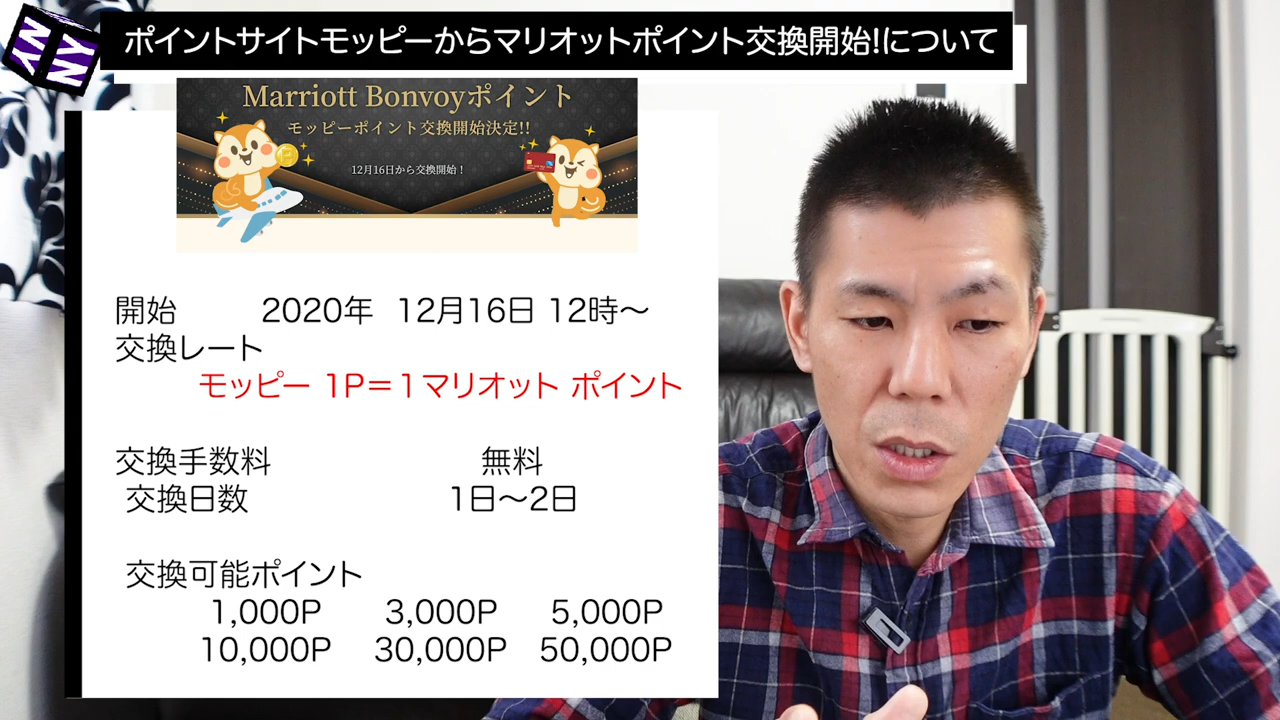 NY
NY
ポイントサイトモッピーからマリオットポイント交換開始!について
Marriott Bonvoyポイント
モッピーポイント交換開始決定!!
12月16日から交換開始！
開始 2020年 12月16日 12時～
交換レート
モッピー 1P＝1マリオット ポイント
交換手数料 無料
交換日数 1日～2日
交換可能ポイント
1,000P 3,000P 5,000P
10,000P 30,000P 50,000P